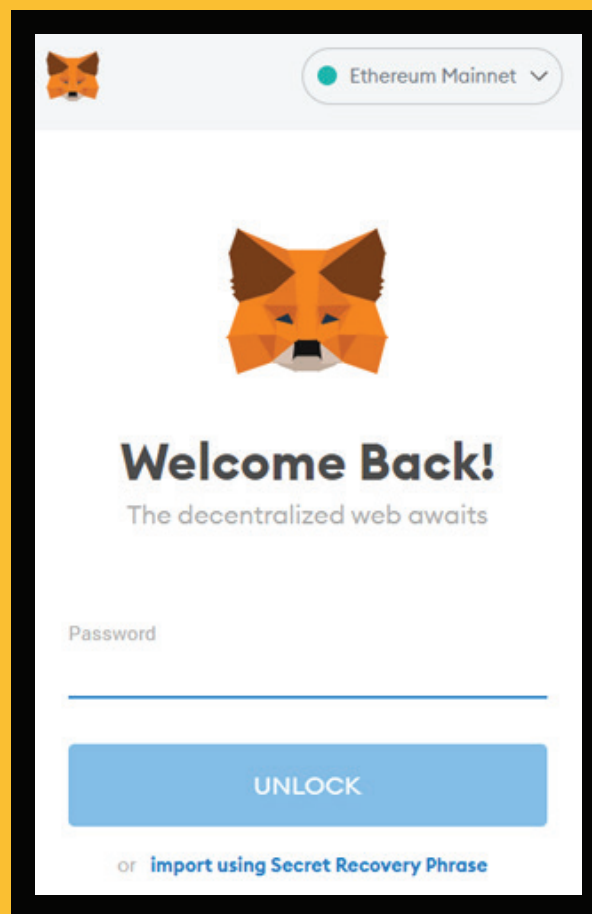 Ethereum Mainnet
Welcome Back!
The decentralized web awaits
Password
UNLOCK
or import using Secret Recovery Phrase